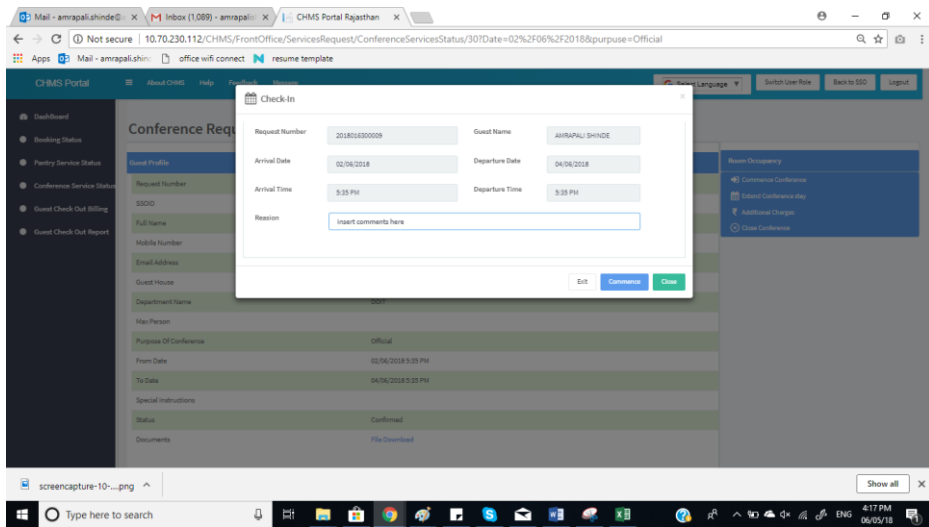 Mail - amrapali.shinde@
Inbox (1,089) - amrapali
CHMS Portal Rajasthan
Not secure | 10.70.230.112/CHMS/FrontOffice/ServicesRequest/ConferenceServicesStatus/30?Date=02%2F06%2F2018&purpuse=Official
Apps Mail - amrapali.shin office wifi connect resume template
CHMS Portal About CHMS Help Feedback Message Select Language Switch User Role Back to SSO Logout
Check-In
DashBoard
Booking Status
Pantry Service Status
Conference Service Status
Guest Check Out Billing
Guest Check Out Report
Conference Requ
Request Number 2018016300009 Guest Name AMRAPALI SHINDE
Arrival Date 02/06/2018 Departure Date 04/06/2018
Arrival Time 5:35 PM Departure Time 5:35 PM
Reasion Insert comments here
Exit Commence Close
Guest Profile
Request Number
SSOID
Full Name
Mobile Number
Email Address
Guest House
Department Name DOIT
Max Person
Purpose Of Conference Official
From Date 02/06/2018 5:35 PM
To Date 04/06/2018 5:35 PM
Special Instructions
Status Confirmed
Documents File Download
Room Occupancy
Commence Conference
Extend Conference stay
Additional Charges
Close Conference
screencapture-10-....png Show all
Type here to search ENG 4:17 PM
06/05/18